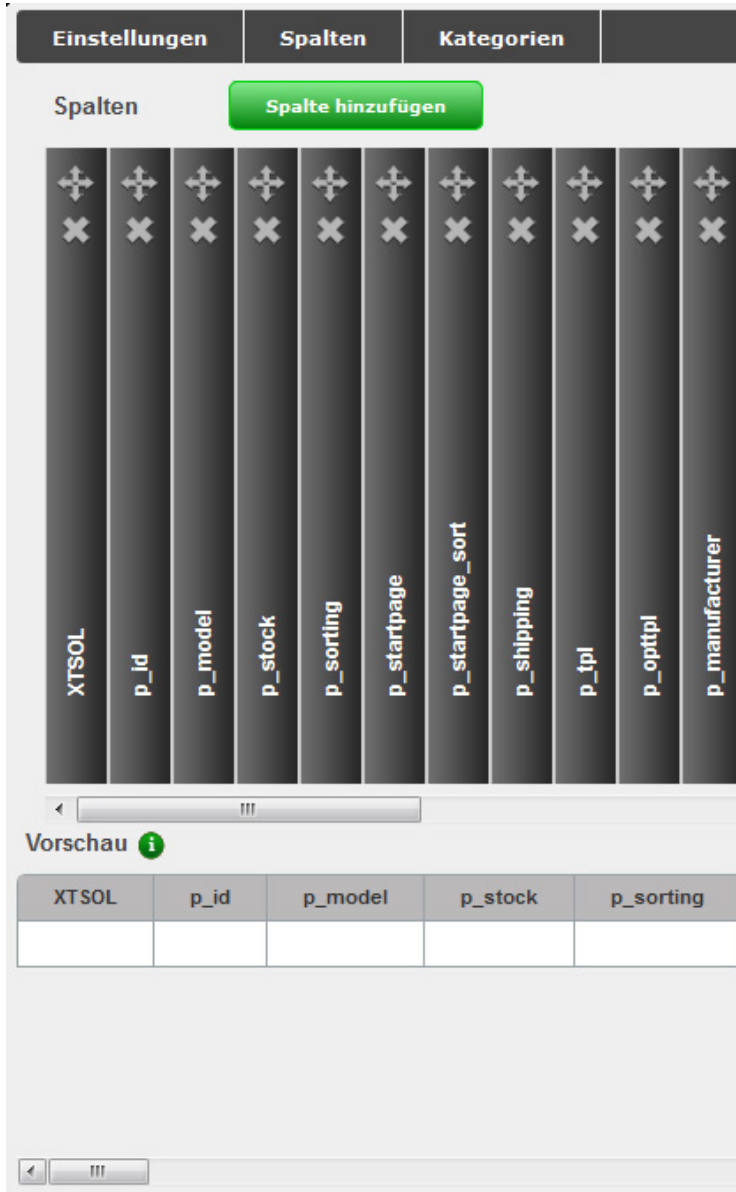 Einstellungen Spalten Kategorien
Spalten Spalte hinzufügen
XTSOL
p_id
p_model
p_stock
p_sorting
p_startpage
p_startpage_sort
p_shipping
p_tpl
p_opttpl
p_manufacturer
Vorschau i
XTSOL p_id p_model p_stock p_sorting